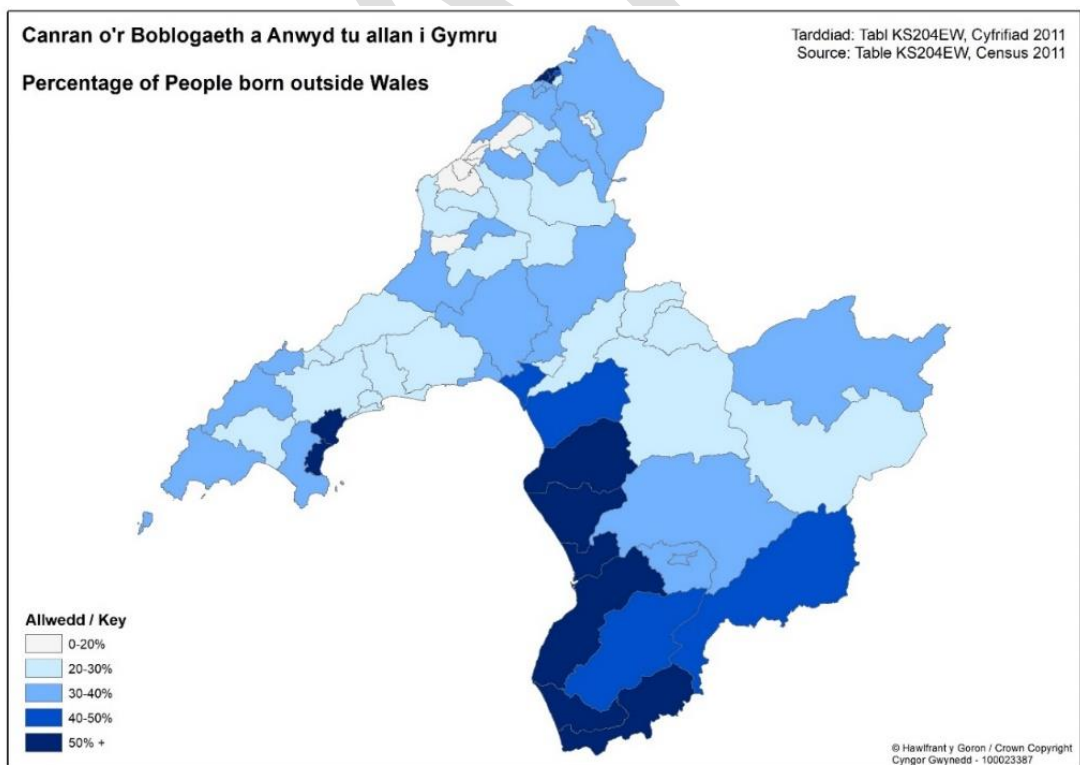 Canran o'r Boblogaeth a Anwyd tu allan i Gymru
Percentage of People born outside Wales
Tarddiad: Tabl KS204EW, Cyfrifiad 2011
Source: Table KS204EW, Census 2011
Allwedd / Key
0-20%
20-30%
30-40%
40-50%
50% +
© Hawlfraint y Goron / Crown Copyright
Cyngor Gwynedd - 100023387